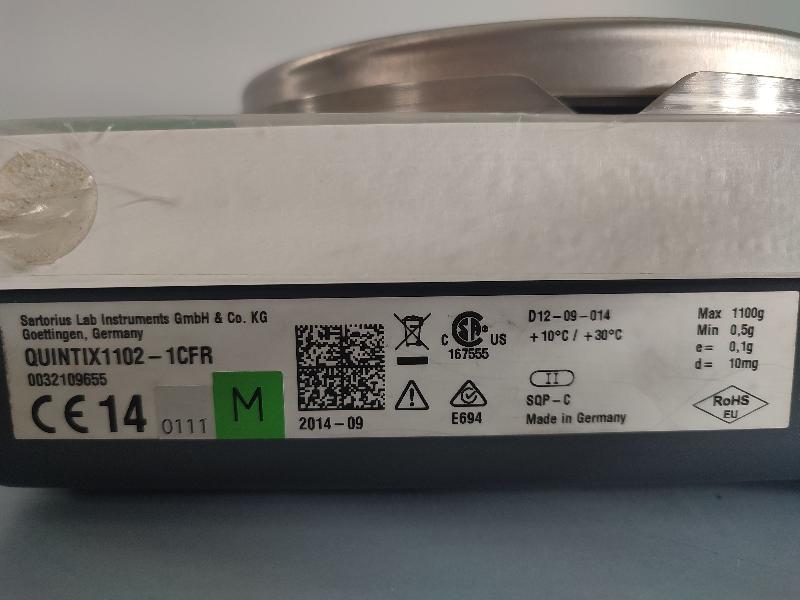 Sartorius Lab Instruments GmbH & Co. KG
Goettingen, Germany
QUINTIX1102-1CFR
0032109655
CE 14 0111 M
2014-09
C SA US
167555
E694
D12-09-014
+10°C / +30°C
II
SQP-C
Made in Germany
Max 1100g
Min 0,5g
e= 0,1g
d= 10mg
RoHS
EU